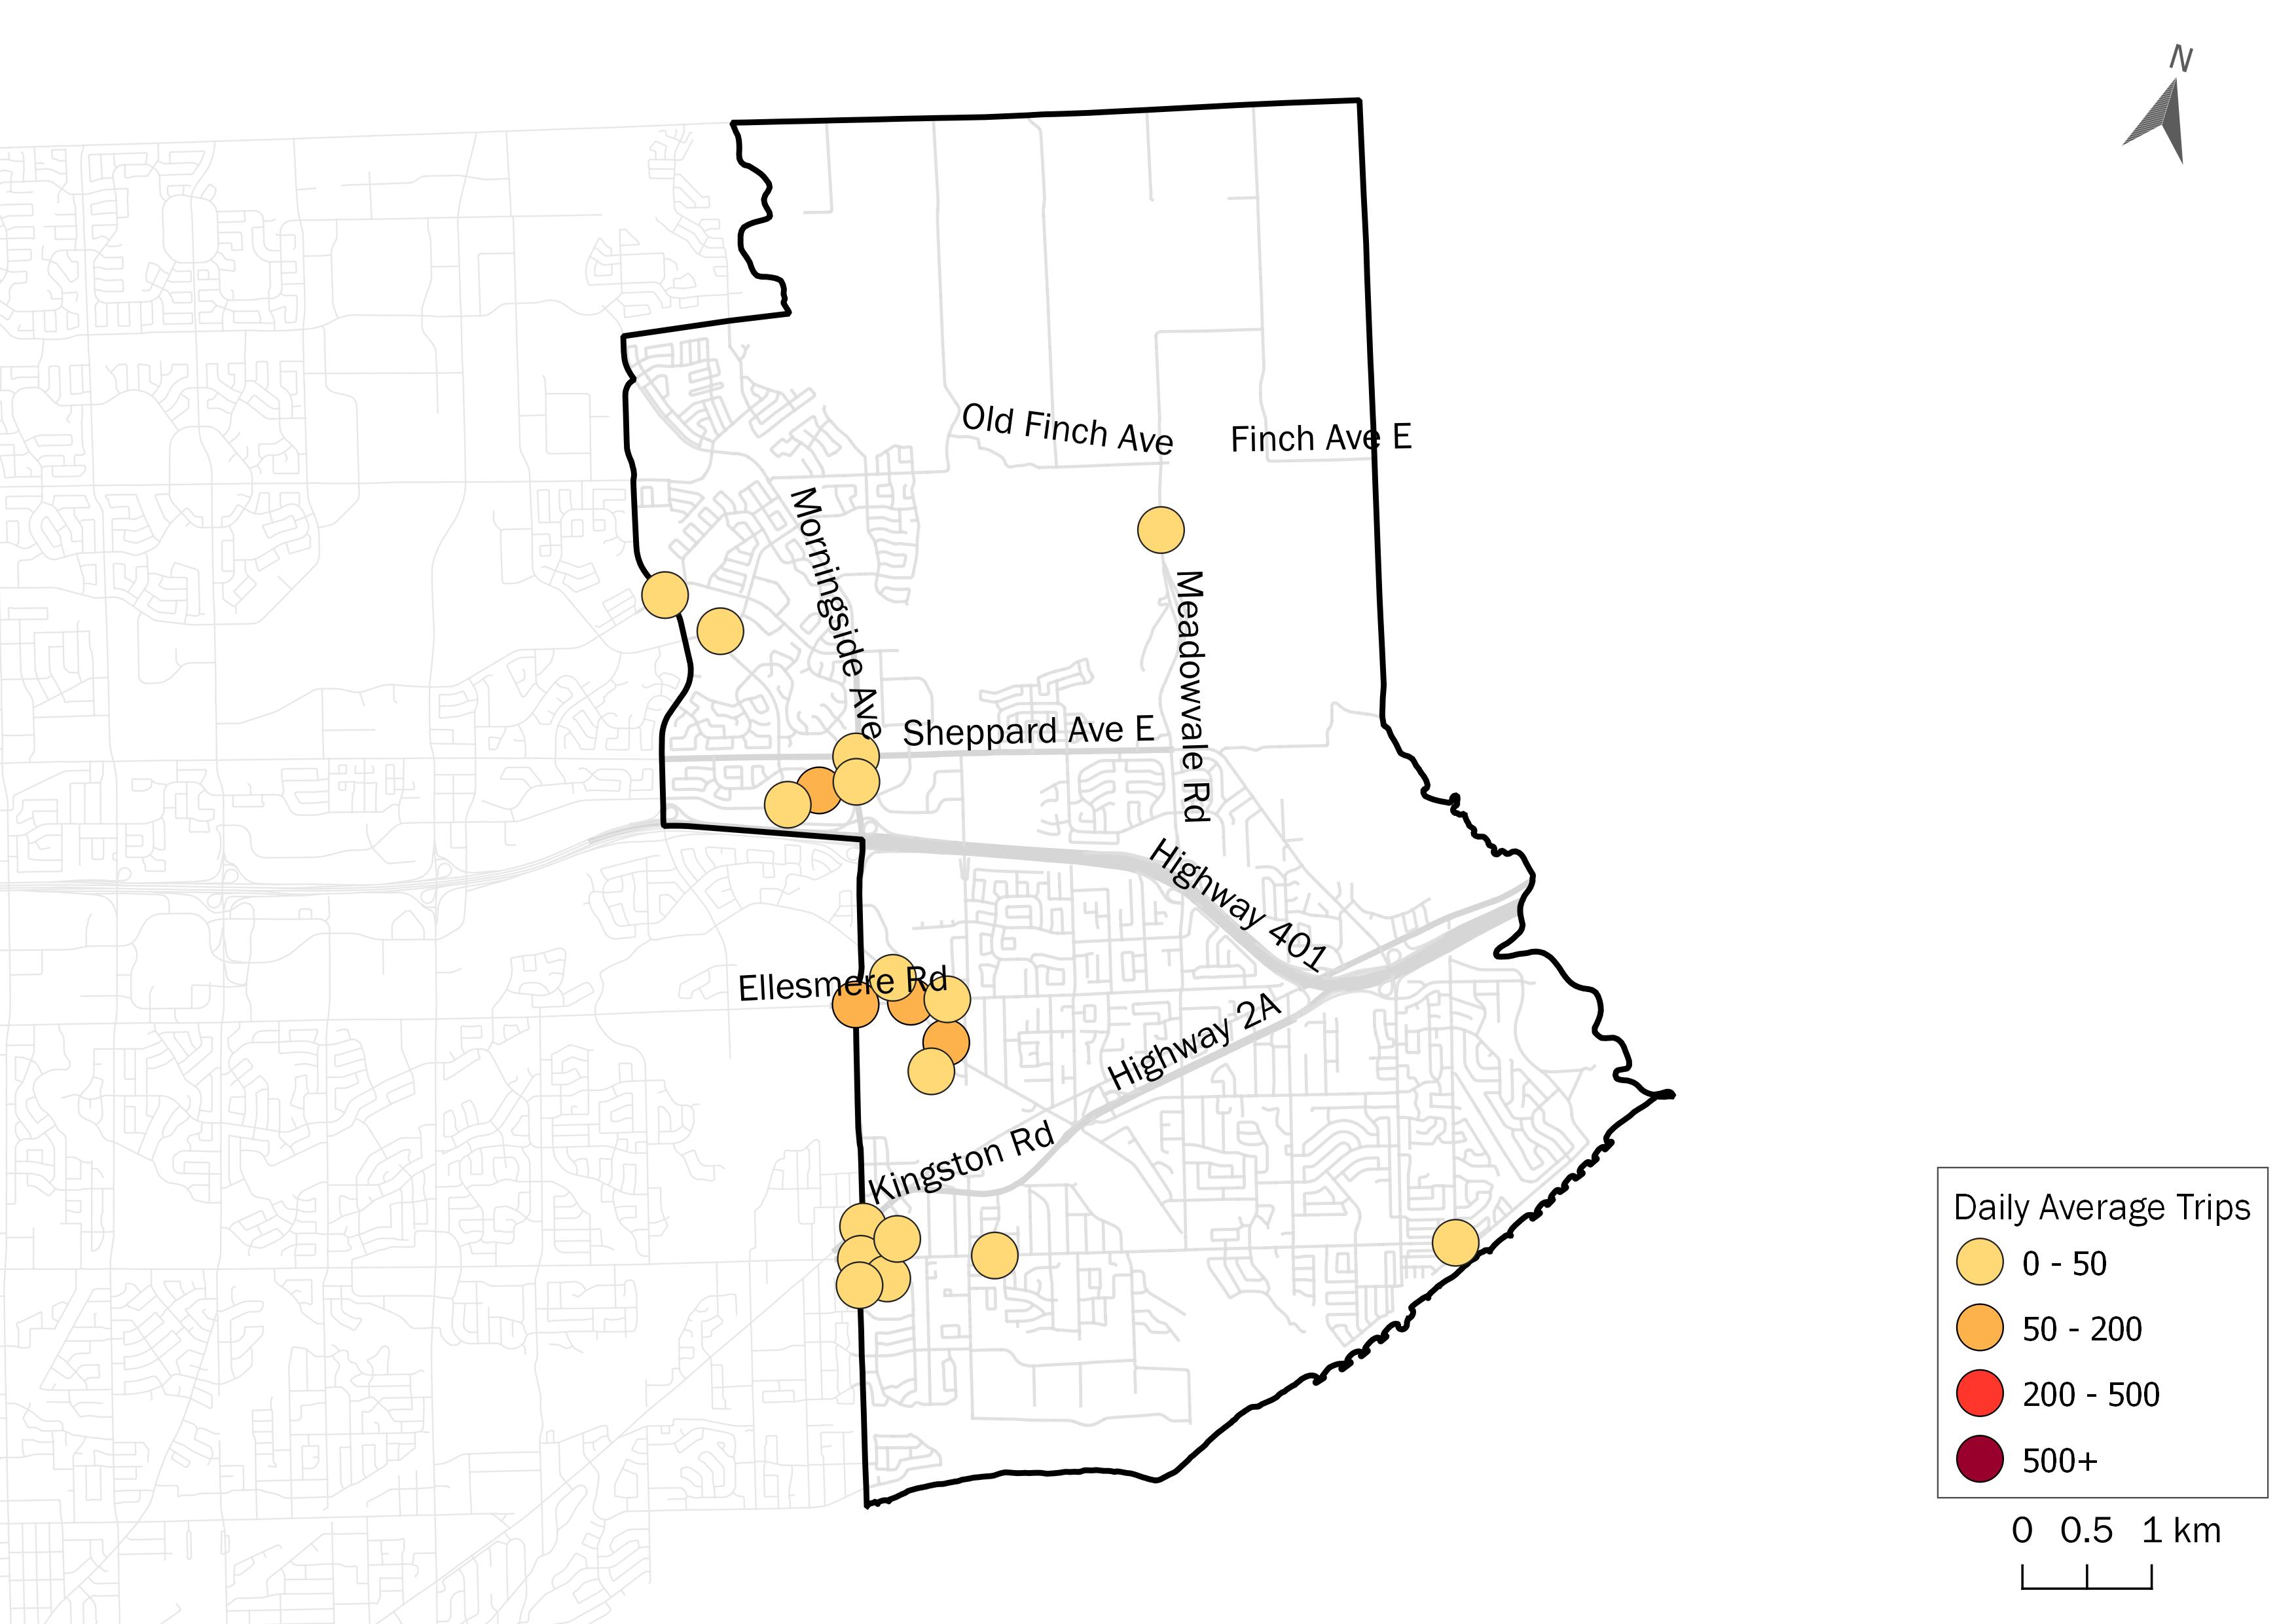 N
Old Finch Ave
Finch Ave E
Morningside Ave
Meadowvale Rd
Sheppard Ave E
Highway 401
Ellesmere Rd
Highway 2A
Kingston Rd
Daily Average Trips
0 - 50
50 - 200
200 - 500
500+
0 0.5 1 km